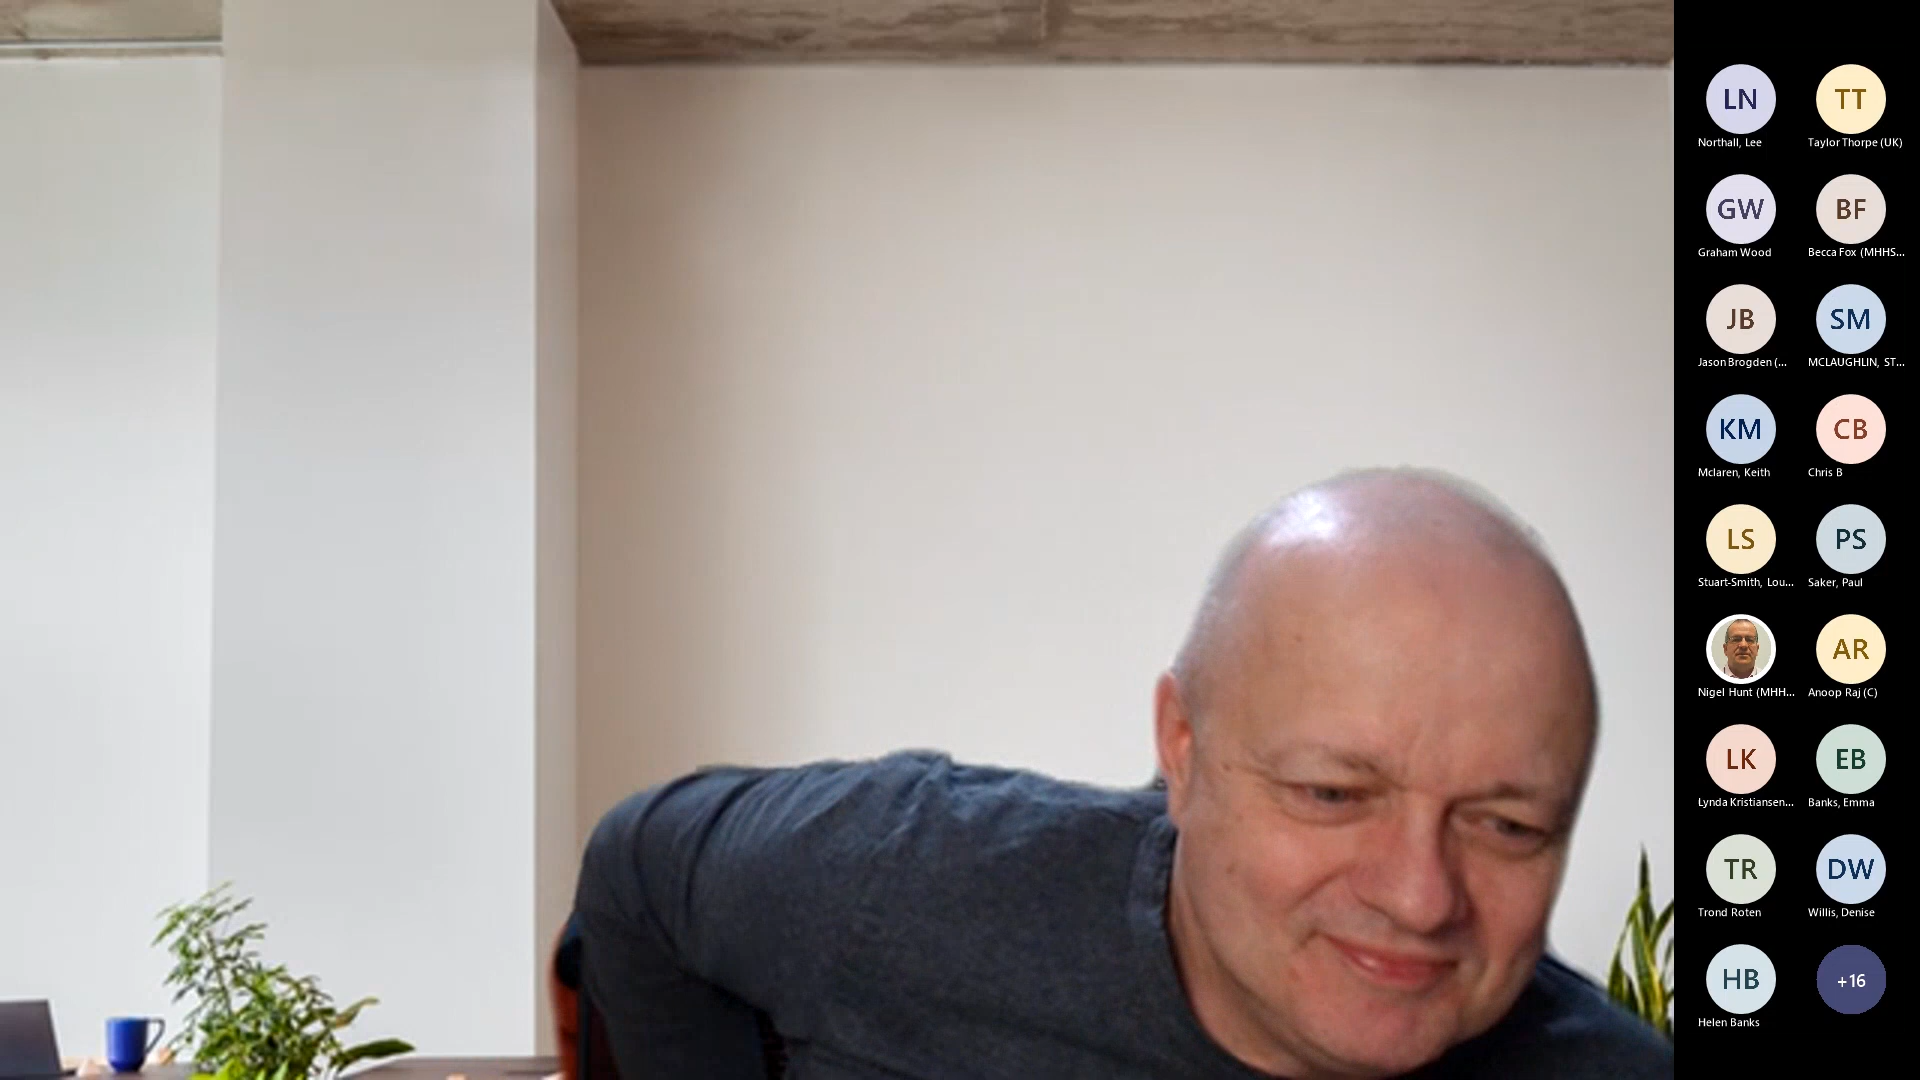 LN TT
Northall, Lee Taylor Thorpe (UK)
GW BF
Graham Wood Becca Fox (MHHS...
JB SM
Jason Brogden (... MCLAUGHLIN, ST...
KM CB
Mclaren, Keith Chris B
LS PS
Stuart-Smith, Lou... Saker, Paul
AR
Nigel Hunt (MHH... Anoop Raj (C)
LK EB
Lynda Kristiansen... Banks, Emma
TR DW
Trond Roten Willis, Denise
HB +16
Helen Banks